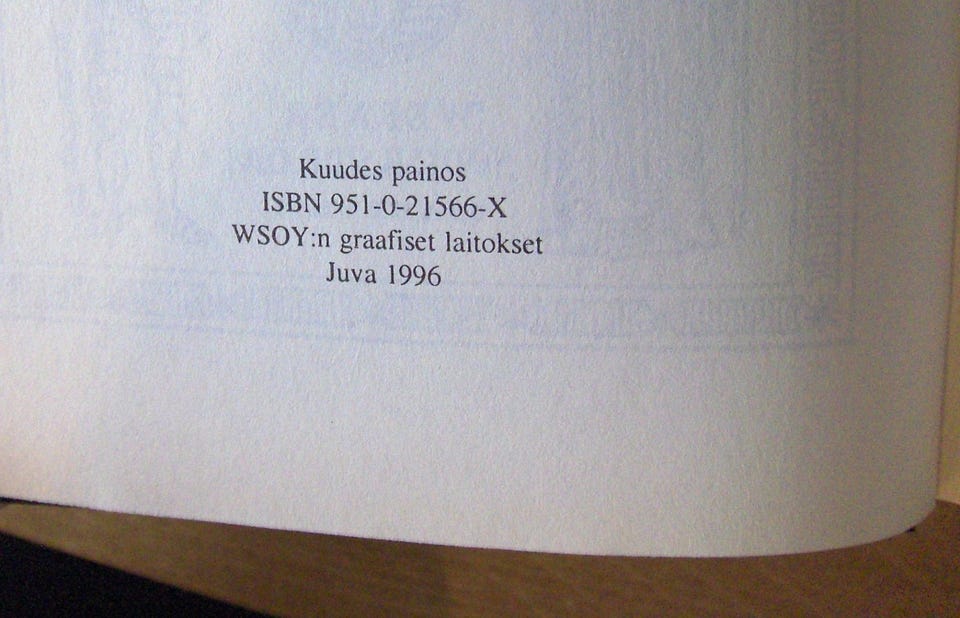 Kuudes painos
ISBN 951-0-21566-X
WSOY:n graafiset laitokset
Juva 1996